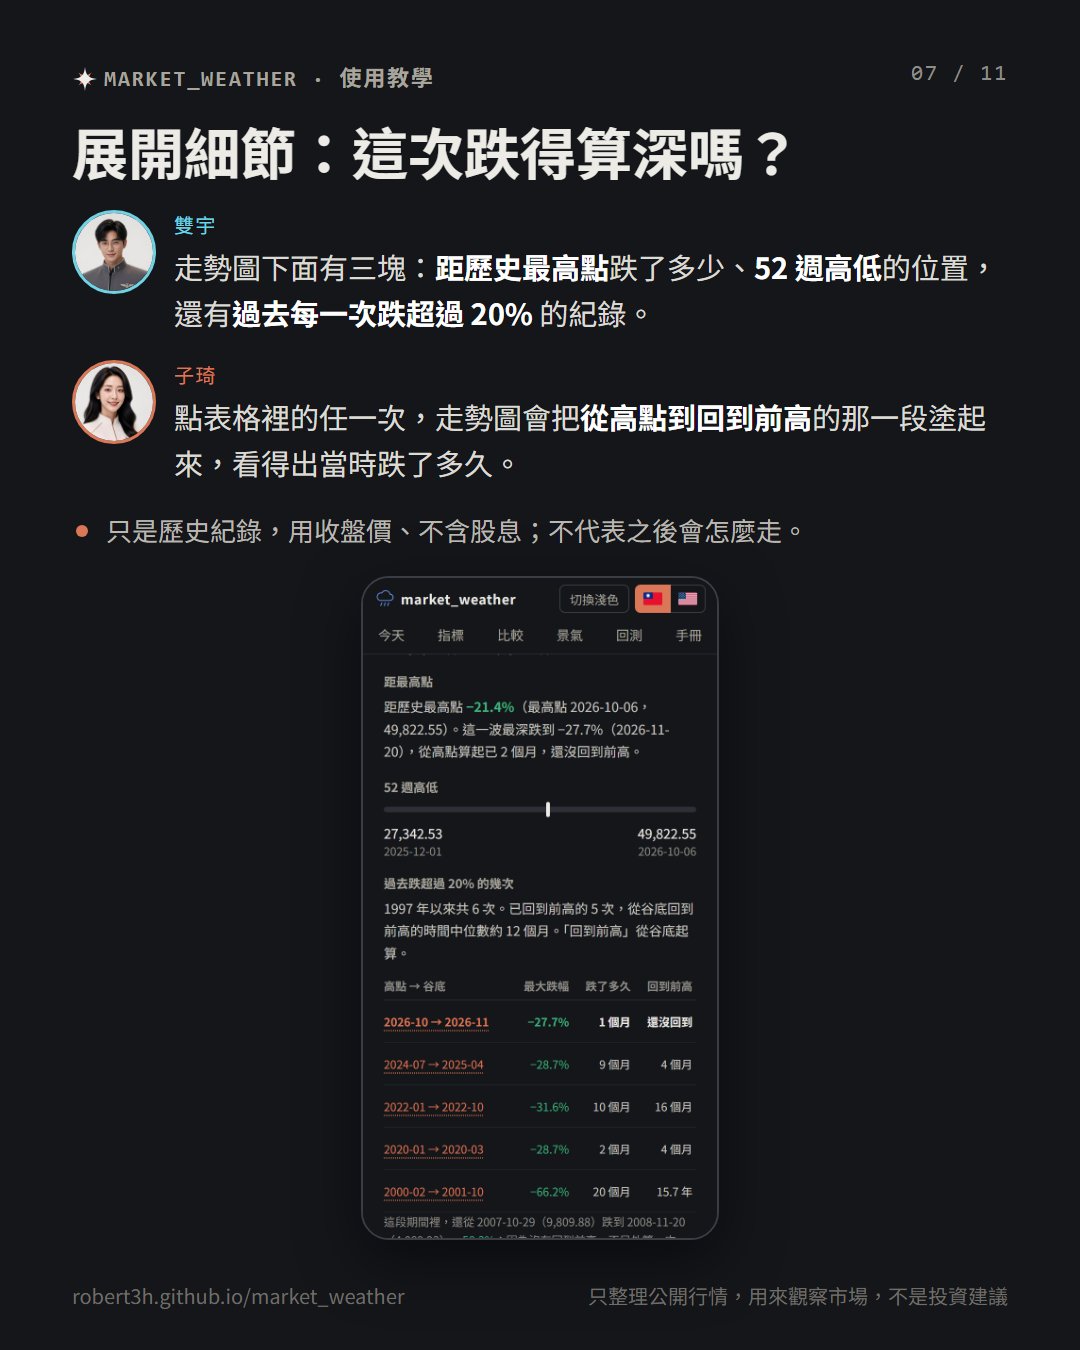 MARKET_WEATHER · 使用教學
07 / 11
展開細節：這次跌得算深嗎？
雙宇
走勢圖下面有三塊：距歷史最高點跌了多少、52 週高低的位置，
還有過去每一次跌超過 20% 的紀錄。
子琦
點表格裡的任一次，走勢圖會把從高點到回到前高的那一段塗起
來，看得出當時跌了多久。
只是歷史紀錄，用收盤價、不含股息；不代表之後會怎麼走。
market_weather
切換淺色
今天 指標 比較 景氣 回測 手冊
距最高點
距歷史最高點 −21.4%（最高點 2026-10-06，
49,822.55）。這一波最深跌到 −27.7%（2026-11-
20），從高點算起已 2 個月，還沒回到前高。
52 週高低
27,342.53 49,822.55
2025-12-01 2026-10-06
過去跌超過 20% 的幾次
1997 年以來共 6 次。已回到前高的 5 次，從谷底回到
前高的時間中位數約 12 個月。「回到前高」從谷底起
算。
高點 → 谷底 最大跌幅 跌了多久 回到前高
2026-10 → 2026-11 −27.7% 1 個月 還沒回到
2024-07 → 2025-04 −28.7% 9 個月 4 個月
2022-01 → 2022-10 −31.6% 10 個月 16 個月
2020-01 → 2020-03 −28.7% 2 個月 4 個月
2000-02 → 2001-10 −66.2% 20 個月 15.7 年
這段期間裡，還從 2007-10-29（9,809.88）跌到 2008-11-20
robert3h.github.io/market_weather
只整理公開行情，用來觀察市場，不是投資建議